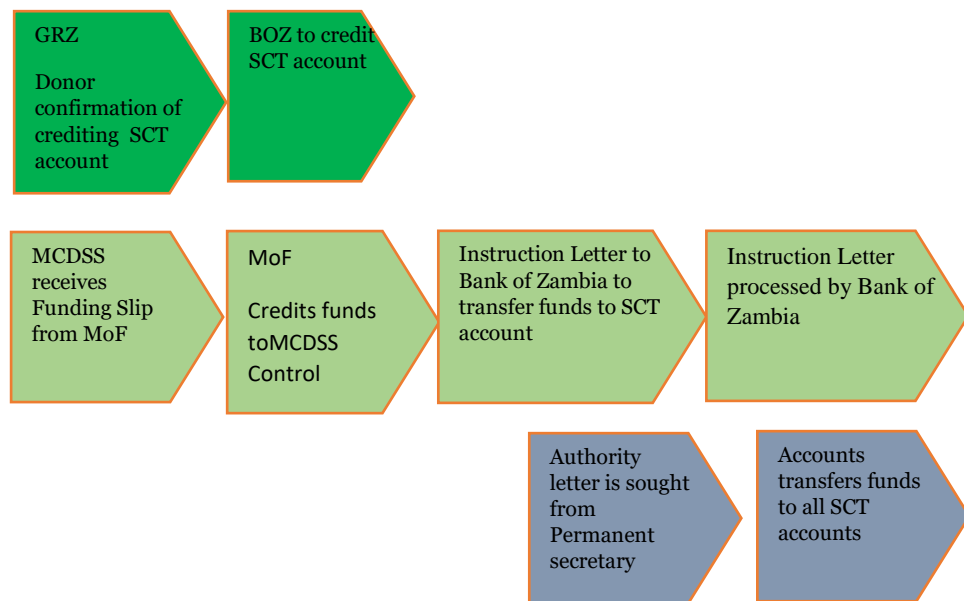 GRZ
Donor
confirmation of
crediting SCT
account
BOZ to credit
SCT account
MCDSS
receives
Funding Slip
from MoF
MoF
Credits funds
toMCDSS
Control
Instruction Letter to
Bank of Zambia to
transfer funds to SCT
account
Instruction Letter
processed by Bank of
Zambia
Authority
letter is sought
from
Permanent
secretary
Accounts
transfers funds
to all SCT
accounts